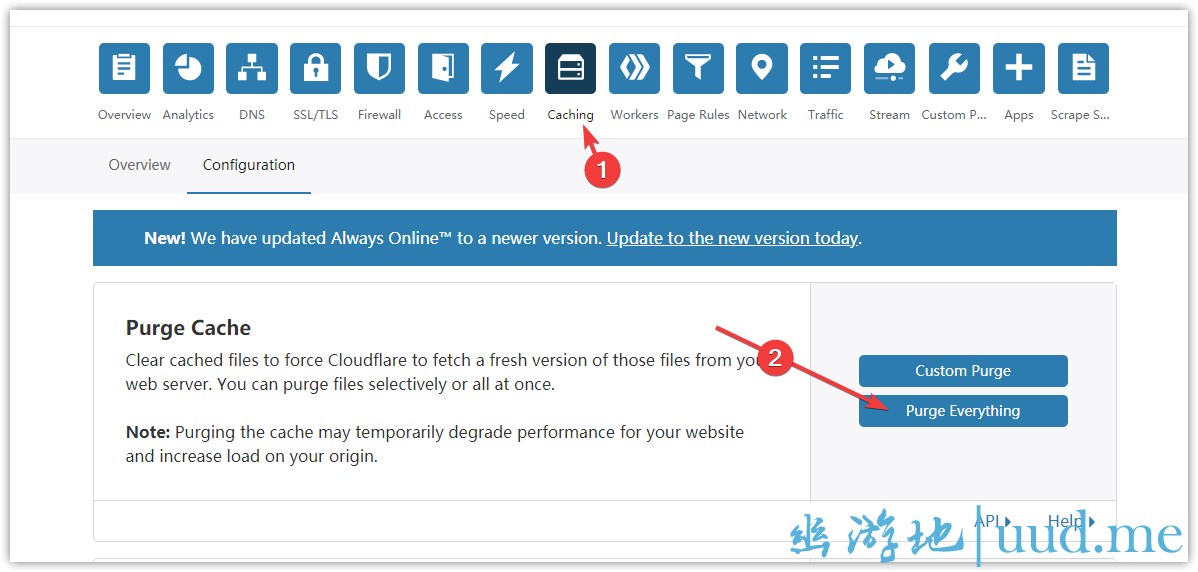 Overview Analytics DNS SSL/TLS Firewall Access Speed Caching Workers Page Rules Network Traffic Stream Custom P... Apps Scrape S...
1
Overview Configuration
New! We have updated Always Online™ to a newer version. Update to the new version today.
Purge Cache
Clear cached files to force Cloudflare to fetch a fresh version of those files from you
web server. You can purge files selectively or all at once.
2
Custom Purge
Purge Everything
Note: Purging the cache may temporarily degrade performance for your website
and increase load on your origin.
API Help
幽游地|uud.me